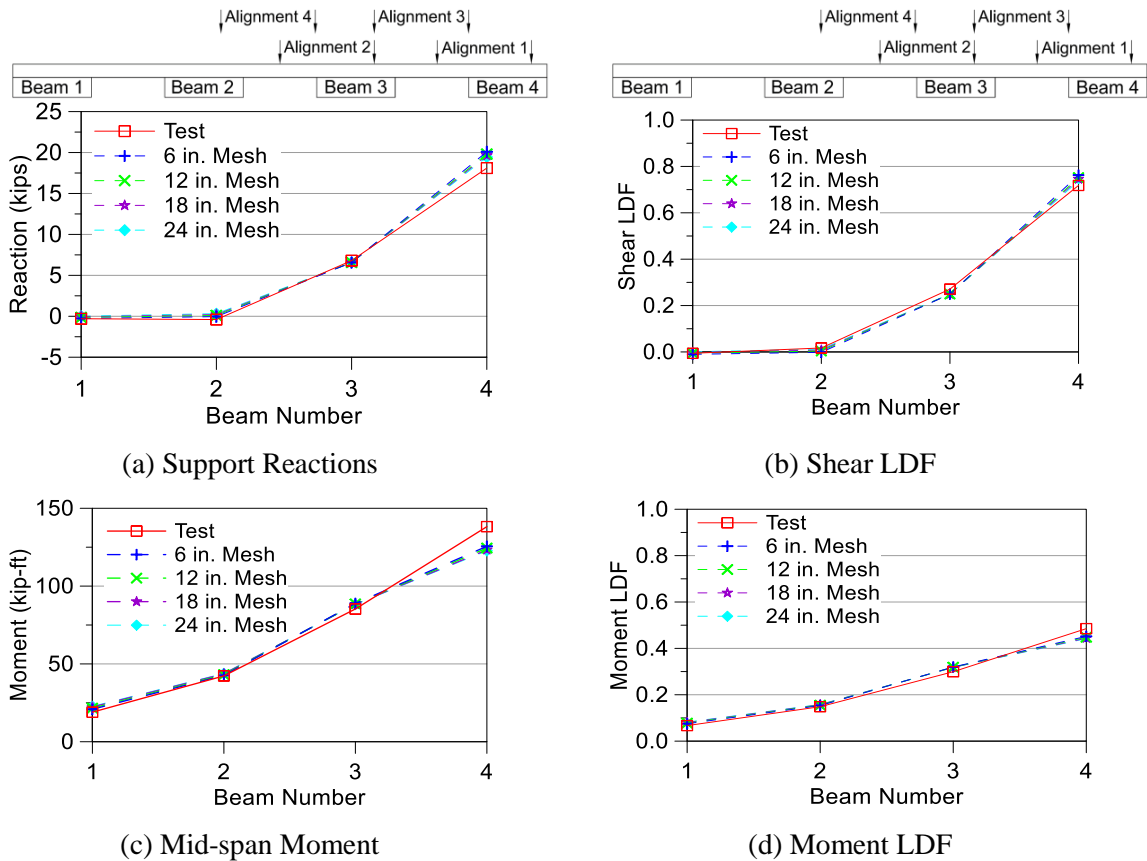 Alignment 4 Alignment 3
Alignment 2 Alignment 1
Beam 1 Beam 2 Beam 3 Beam 4
25
20
15
10
5
0
-5
Reaction (kips)
Test
6 in. Mesh
12 in. Mesh
18 in. Mesh
24 in. Mesh
1 2 3 4
Beam Number
(a) Support Reactions
Alignment 4 Alignment 3
Alignment 2 Alignment 1
Beam 1 Beam 2 Beam 3 Beam 4
1.0
0.8
0.6
0.4
0.2
0.0
Shear LDF
Test
6 in. Mesh
12 in. Mesh
18 in. Mesh
24 in. Mesh
1 2 3 4
Beam Number
(b) Shear LDF
150
100
50
0
Moment (kip-ft)
Test
6 in. Mesh
12 in. Mesh
18 in. Mesh
24 in. Mesh
1 2 3 4
Beam Number
(c) Mid-span Moment
1.0
0.8
0.6
0.4
0.2
0.0
Moment LDF
Test
6 in. Mesh
12 in. Mesh
18 in. Mesh
24 in. Mesh
1 2 3 4
Beam Number
(d) Moment LDF